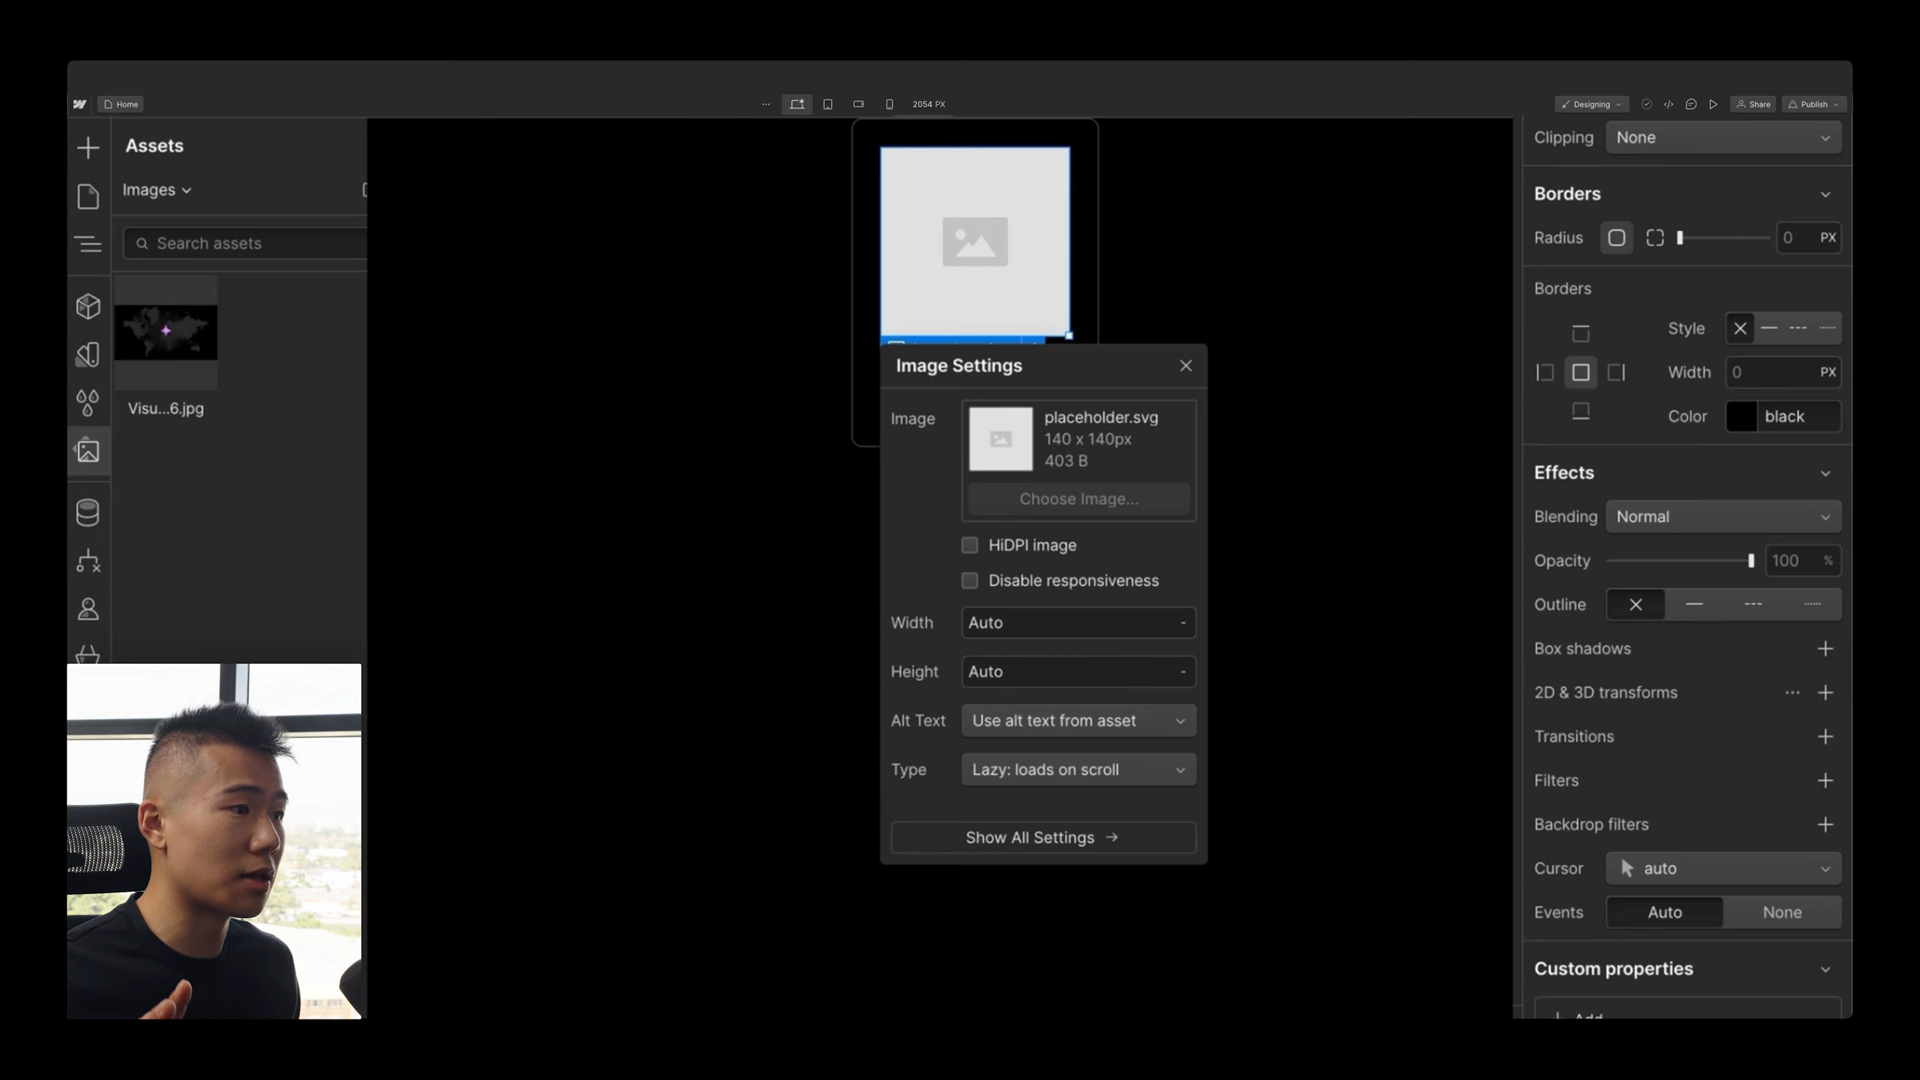 Home
2054 PX
Designing
Share
Publish
Assets
Images
Search assets
Visu...6.jpg
Image Settings
Image
placeholder.svg
140 x 140px
403 B
Choose Image...
HiDPI image
Disable responsiveness
Width
Auto
-
Height
Auto
-
Alt Text
Use alt text from asset
Type
Lazy: loads on scroll
Show All Settings →
Clipping
None
Borders
Radius
0 PX
Borders
Style
Width
0 PX
Color
black
Effects
Blending
Normal
Opacity
100 %
Outline
Box shadows
2D & 3D transforms
Transitions
Filters
Backdrop filters
Cursor
auto
Events
Auto
None
Custom properties
Add